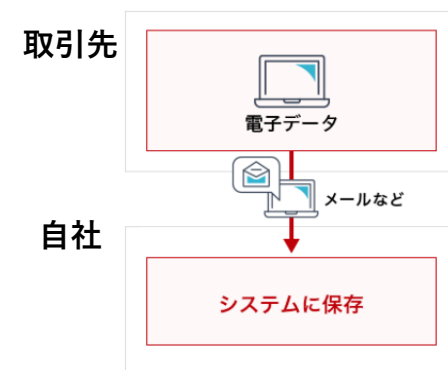 取引先
電子データ
メールなど
自社
システムに保存